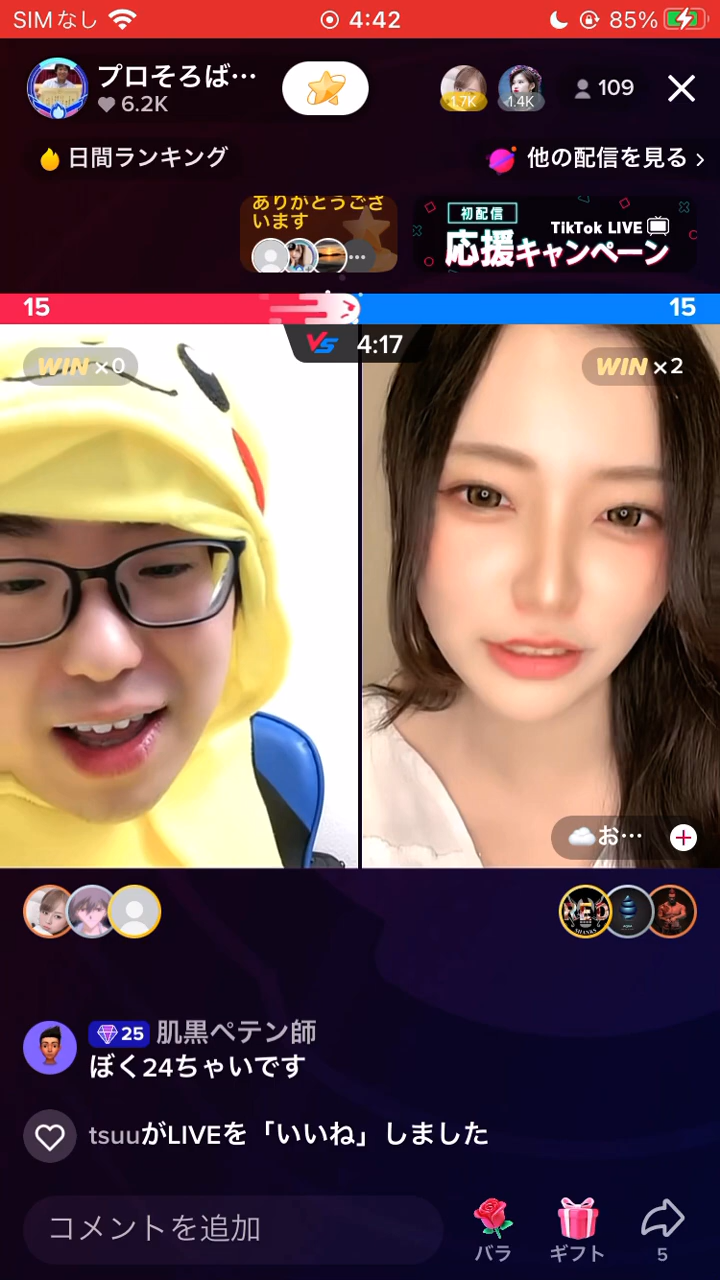 SIMなし 4:42 85%
プロそろば…
6.2K
1.7K 1.4K 109
日間ランキング 他の配信を見る
ありがとうござ
います
初配信
TikTok LIVE
応援キャンペーン
15 15
VS 4:17
WIN ×0 WIN ×2
お…
RED
25 肌黒ペテン師
ぼく24ちゃいです
tsuuがLIVEを「いいね」しました
コメントを追加
バラ ギフト 5